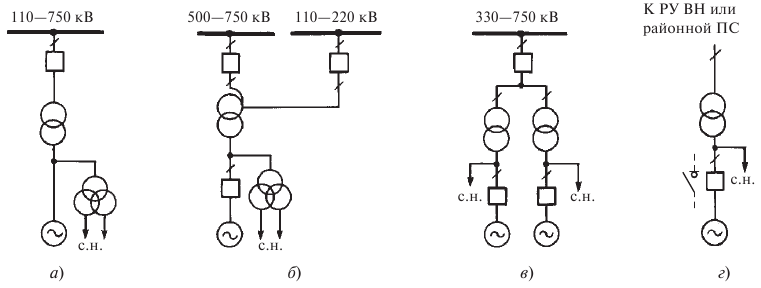 110—750 кВ
500—750 кВ
110—220 кВ
330—750 кВ
К РУ ВН или
районной ПС
с.н.
с.н.
с.н.
с.н.
с.н.
а)
б)
в)
г)